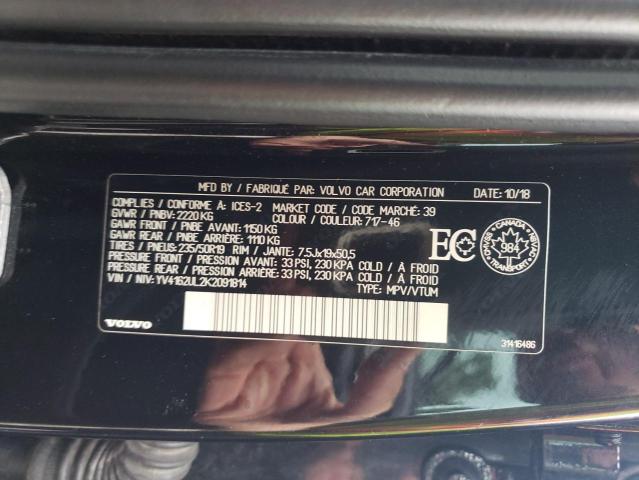 MFD BY / FABRIQUÉ PAR: VOLVO CAR CORPORATION DATE: 10/18
COMPLIES / CONFORME A: ICES-2 MARKET CODE / CODE MARCHÉ: 39
GVWR / PNBV: 2220 KG COLOUR / COULEUR: 717-46
GAWR FRONT / PNBE AVANT: 1150 KG
GAWR REAR / PNBE ARRIÈRE: 1110 KG
TIRES / PNEUS: 235/50R19 RIM / JANTE: 7.5Jx19x50,5
PRESSURE FRONT / PRESSION AVANT: 33 PSI, 230 KPA COLD / À FROID
PRESSURE REAR / PRESSION ARRIÈRE: 33 PSI, 230 KPA COLD / À FROID
VIN / NIV: YV4162UL2K2091814 TYPE: MPV/VTUM
EC
CANADA
CMVSS
NSVAC
984
TRANSPORT
VOLVO
31416486